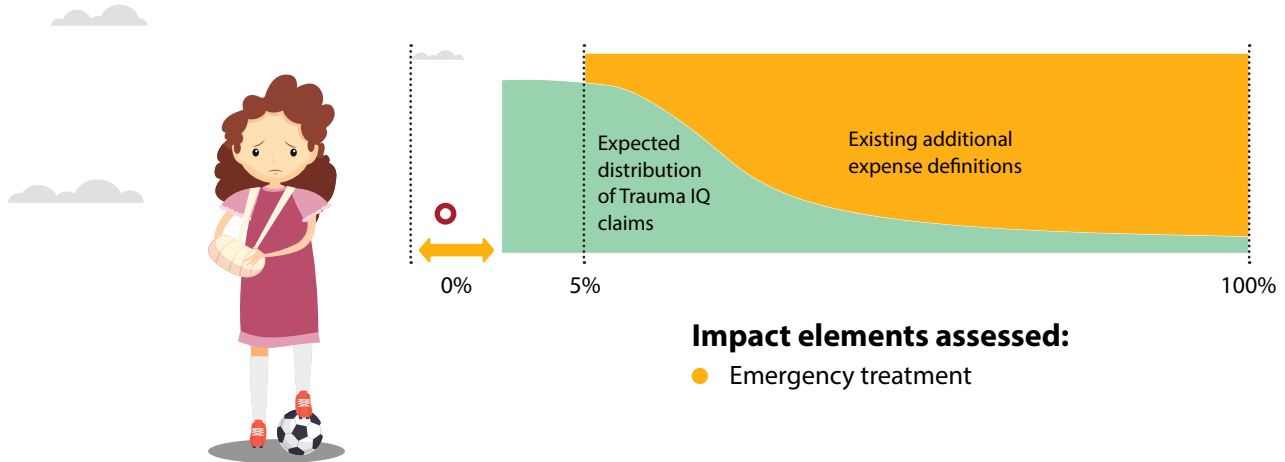 Expected
distribution
of Trauma IQ
claims
Existing additional
expense definitions
0%
5%
100%
Impact elements assessed:
Emergency treatment